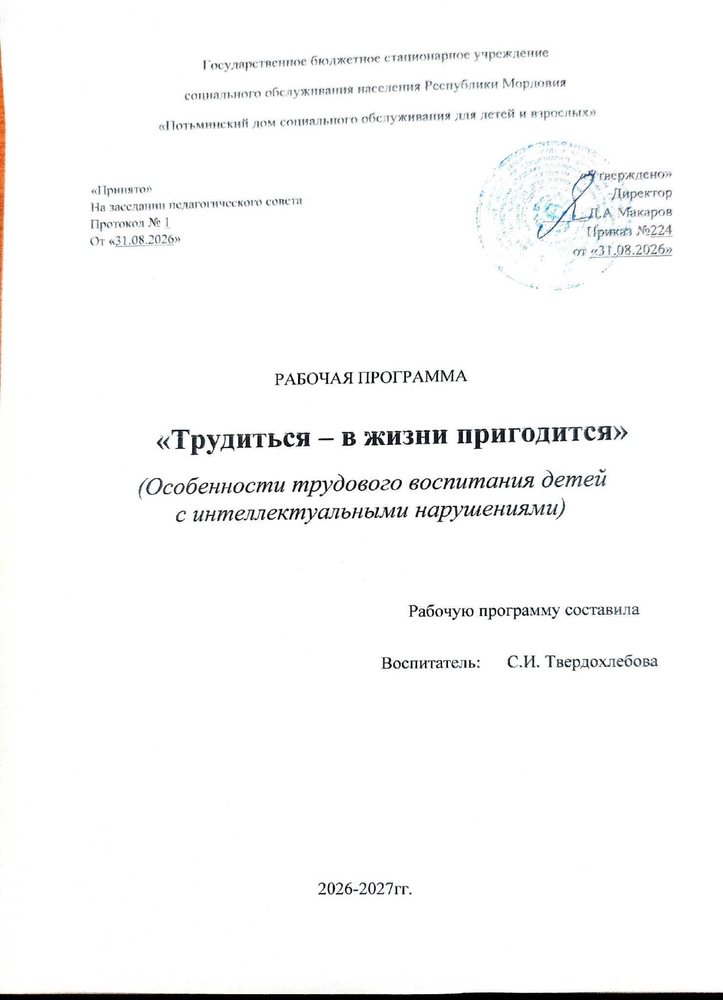 Государственное бюджетное стационарное учреждение
социального обслуживания населения Республики Мордовия
«Потьминский дом социального обслуживания для детей и взрослых»
«Принято»
На заседании педагогического совета
Протокол № 1
От «31.08.2026»
«Утверждено»
Директор
Д.А Макаров
Приказ №224
от «31.08.2026»
РАБОЧАЯ ПРОГРАММА
«Трудиться – в жизни пригодится»
(Особенности трудового воспитания детей
с интеллектуальными нарушениями)
Рабочую программу составила
Воспитатель: С.И. Твердохлебова
2026-2027гг.